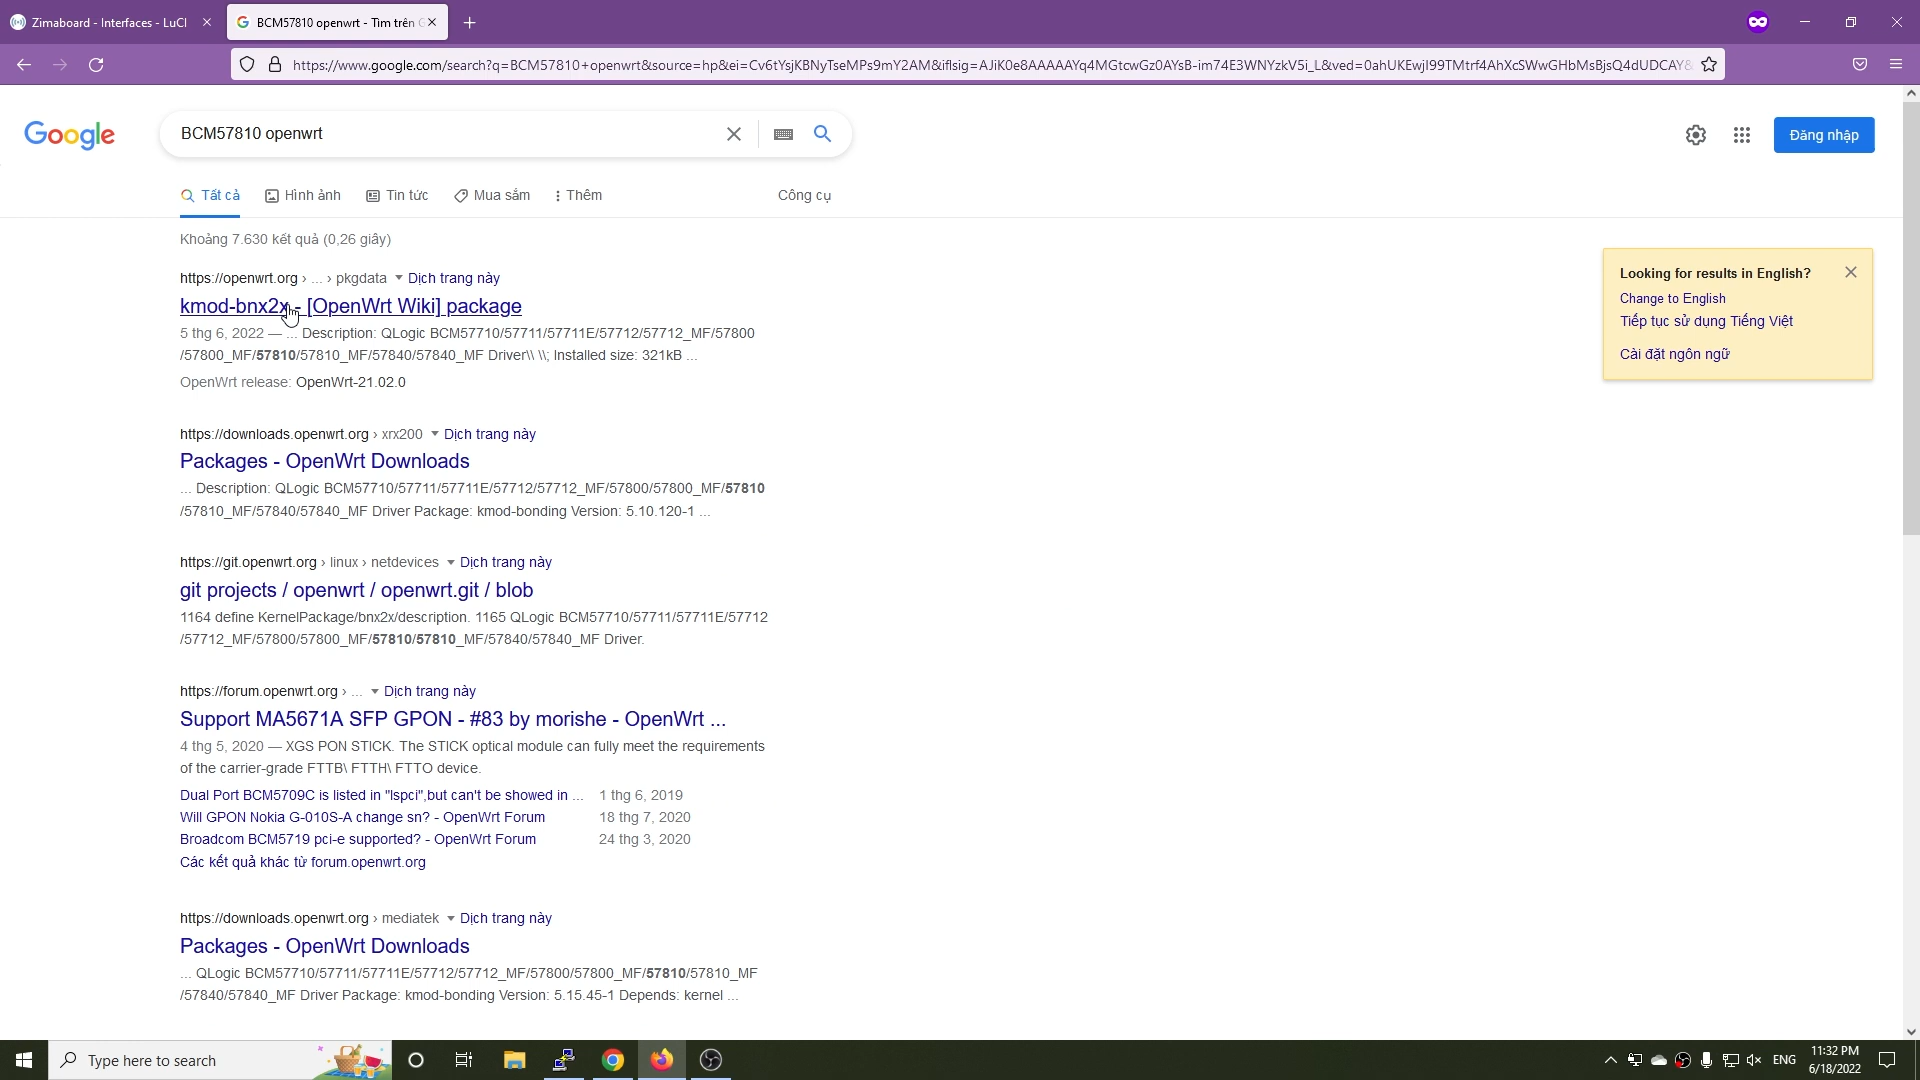 Zimaboard - Interfaces - LuCI
BCM57810 openwrt - Tìm trên G
https://www.google.com/search?q=BCM57810+openwrt&source=hp&ei=Cv6tYsjKBNyTseMPs9mY2AM&iflsig=AJiK0e8AAAAAYq4MGtcwGz0AYsB-im74E3WNYzkV5i_L&ved=0ahUKEwjI99TMtrf4AhXcSWwGHbMsBjsQ4dUDCAY&
Google
BCM57810 openwrt
Đăng nhập
Tất cả
Hình ảnh
Tin tức
Mua sắm
Thêm
Công cụ
Khoảng 7.630 kết quả (0,26 giây)
https://openwrt.org › ... › pkgdata
Dịch trang này
kmod-bnx2x - [OpenWrt Wiki] package
5 thg 6, 2022 — ... Description: QLogic BCM57710/57711/57711E/57712/57712_MF/57800
/57800_MF/57810/57810_MF/57840/57840_MF Driver\\ \\; Installed size: 321kB ...
OpenWrt release: OpenWrt-21.02.0
https://downloads.openwrt.org › xrx200
Dịch trang này
Packages - OpenWrt Downloads
... Description: QLogic BCM57710/57711/57711E/57712/57712_MF/57800/57800_MF/57810
/57810_MF/57840/57840_MF Driver Package: kmod-bonding Version: 5.10.120-1 ...
https://git.openwrt.org › linux › netdevices
Dịch trang này
git projects / openwrt / openwrt.git / blob
1164 define KernelPackage/bnx2x/description. 1165 QLogic BCM57710/57711/57711E/57712
/57712_MF/57800/57800_MF/57810/57810_MF/57840/57840_MF Driver.
https://forum.openwrt.org › ...
Dịch trang này
Support MA5671A SFP GPON - #83 by morishe - OpenWrt ...
4 thg 5, 2020 — XGS PON STICK. The STICK optical module can fully meet the requirements
of the carrier-grade FTTB\ FTTH\ FTTO device.
Dual Port BCM5709C is listed in "lspci",but can't be showed in ... 1 thg 6, 2019
Will GPON Nokia G-010S-A change sn? - OpenWrt Forum 18 thg 7, 2020
Broadcom BCM5719 pci-e supported? - OpenWrt Forum 24 thg 3, 2020
Các kết quả khác từ forum.openwrt.org
https://downloads.openwrt.org › mediatek
Dịch trang này
Packages - OpenWrt Downloads
... QLogic BCM57710/57711/57711E/57712/57712_MF/57800/57800_MF/57810/57810_MF
/57840/57840_MF Driver Package: kmod-bonding Version: 5.15.45-1 Depends: kernel ...
Looking for results in English?
Change to English
Tiếp tục sử dụng Tiếng Việt
Cài đặt ngôn ngữ
Type here to search
ENG
11:32 PM
6/18/2022